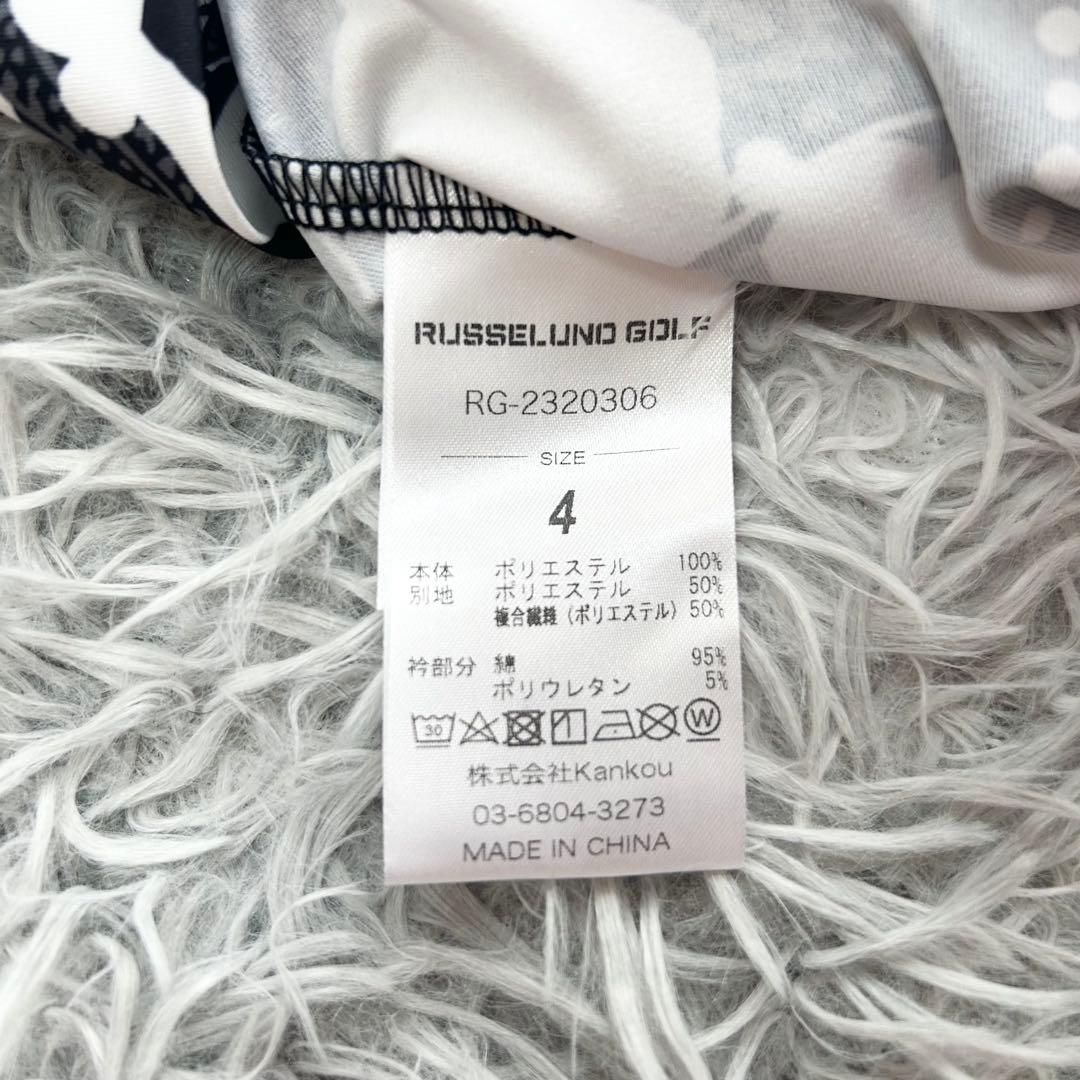 RUSSELUNO GOLF
RG-2320306
SIZE
4
本体 ポリエステル 100%
別地 ポリエステル 50%
複合繊維(ポリエステル) 50%
衿部分 綿 95%
ポリウレタン 5%
30 W
株式会社Kankou
03-6804-3273
MADE IN CHINA